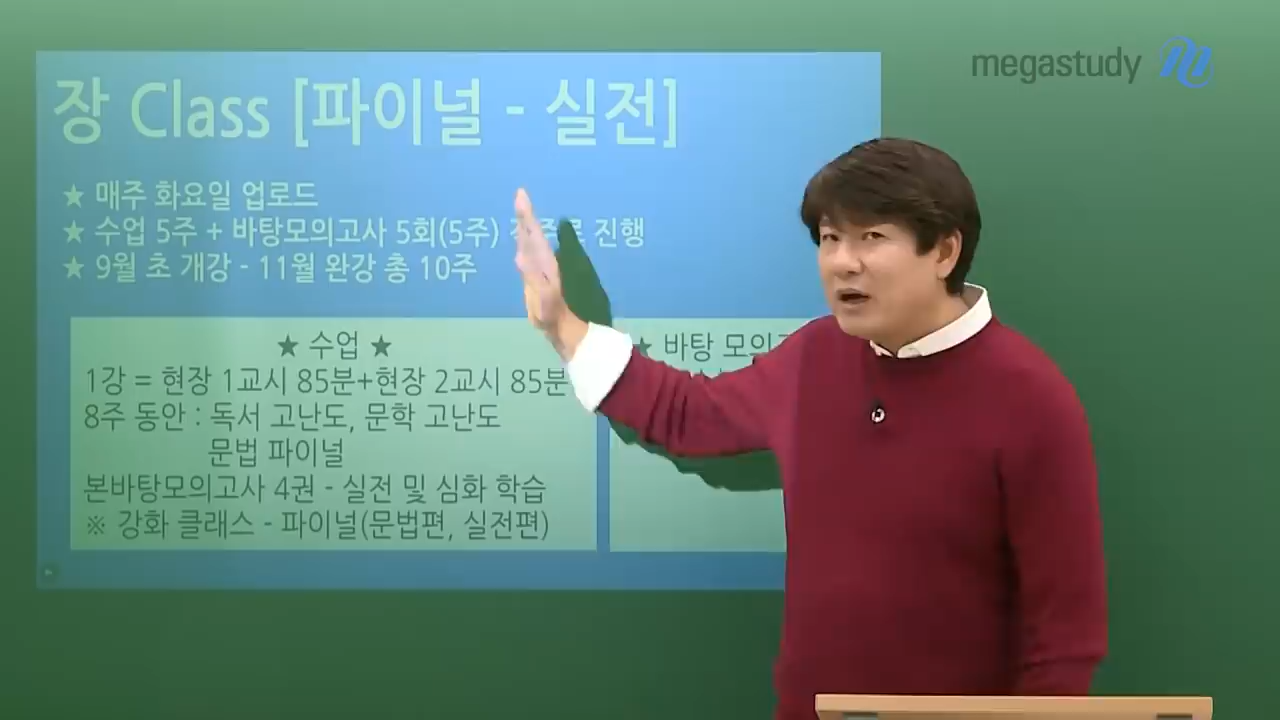 megastudy
장 Class [파이널 - 실전]
★ 매주 화요일 업로드
★ 수업 5주 + 바탕모의고사 5회(5주) 진행
★ 9월 초 개강 - 11월 완강 총 10주
★ 수업 ★
1강 = 현장 1교시 85분+현장 2교시 85분
8주 동안 : 독서 고난도, 문학 고난도
문법 파이널
본바탕모의고사 4권 - 실전 및 심화 학습
※ 강화 클래스 - 파이널(문법편, 실전편)
★ 바탕